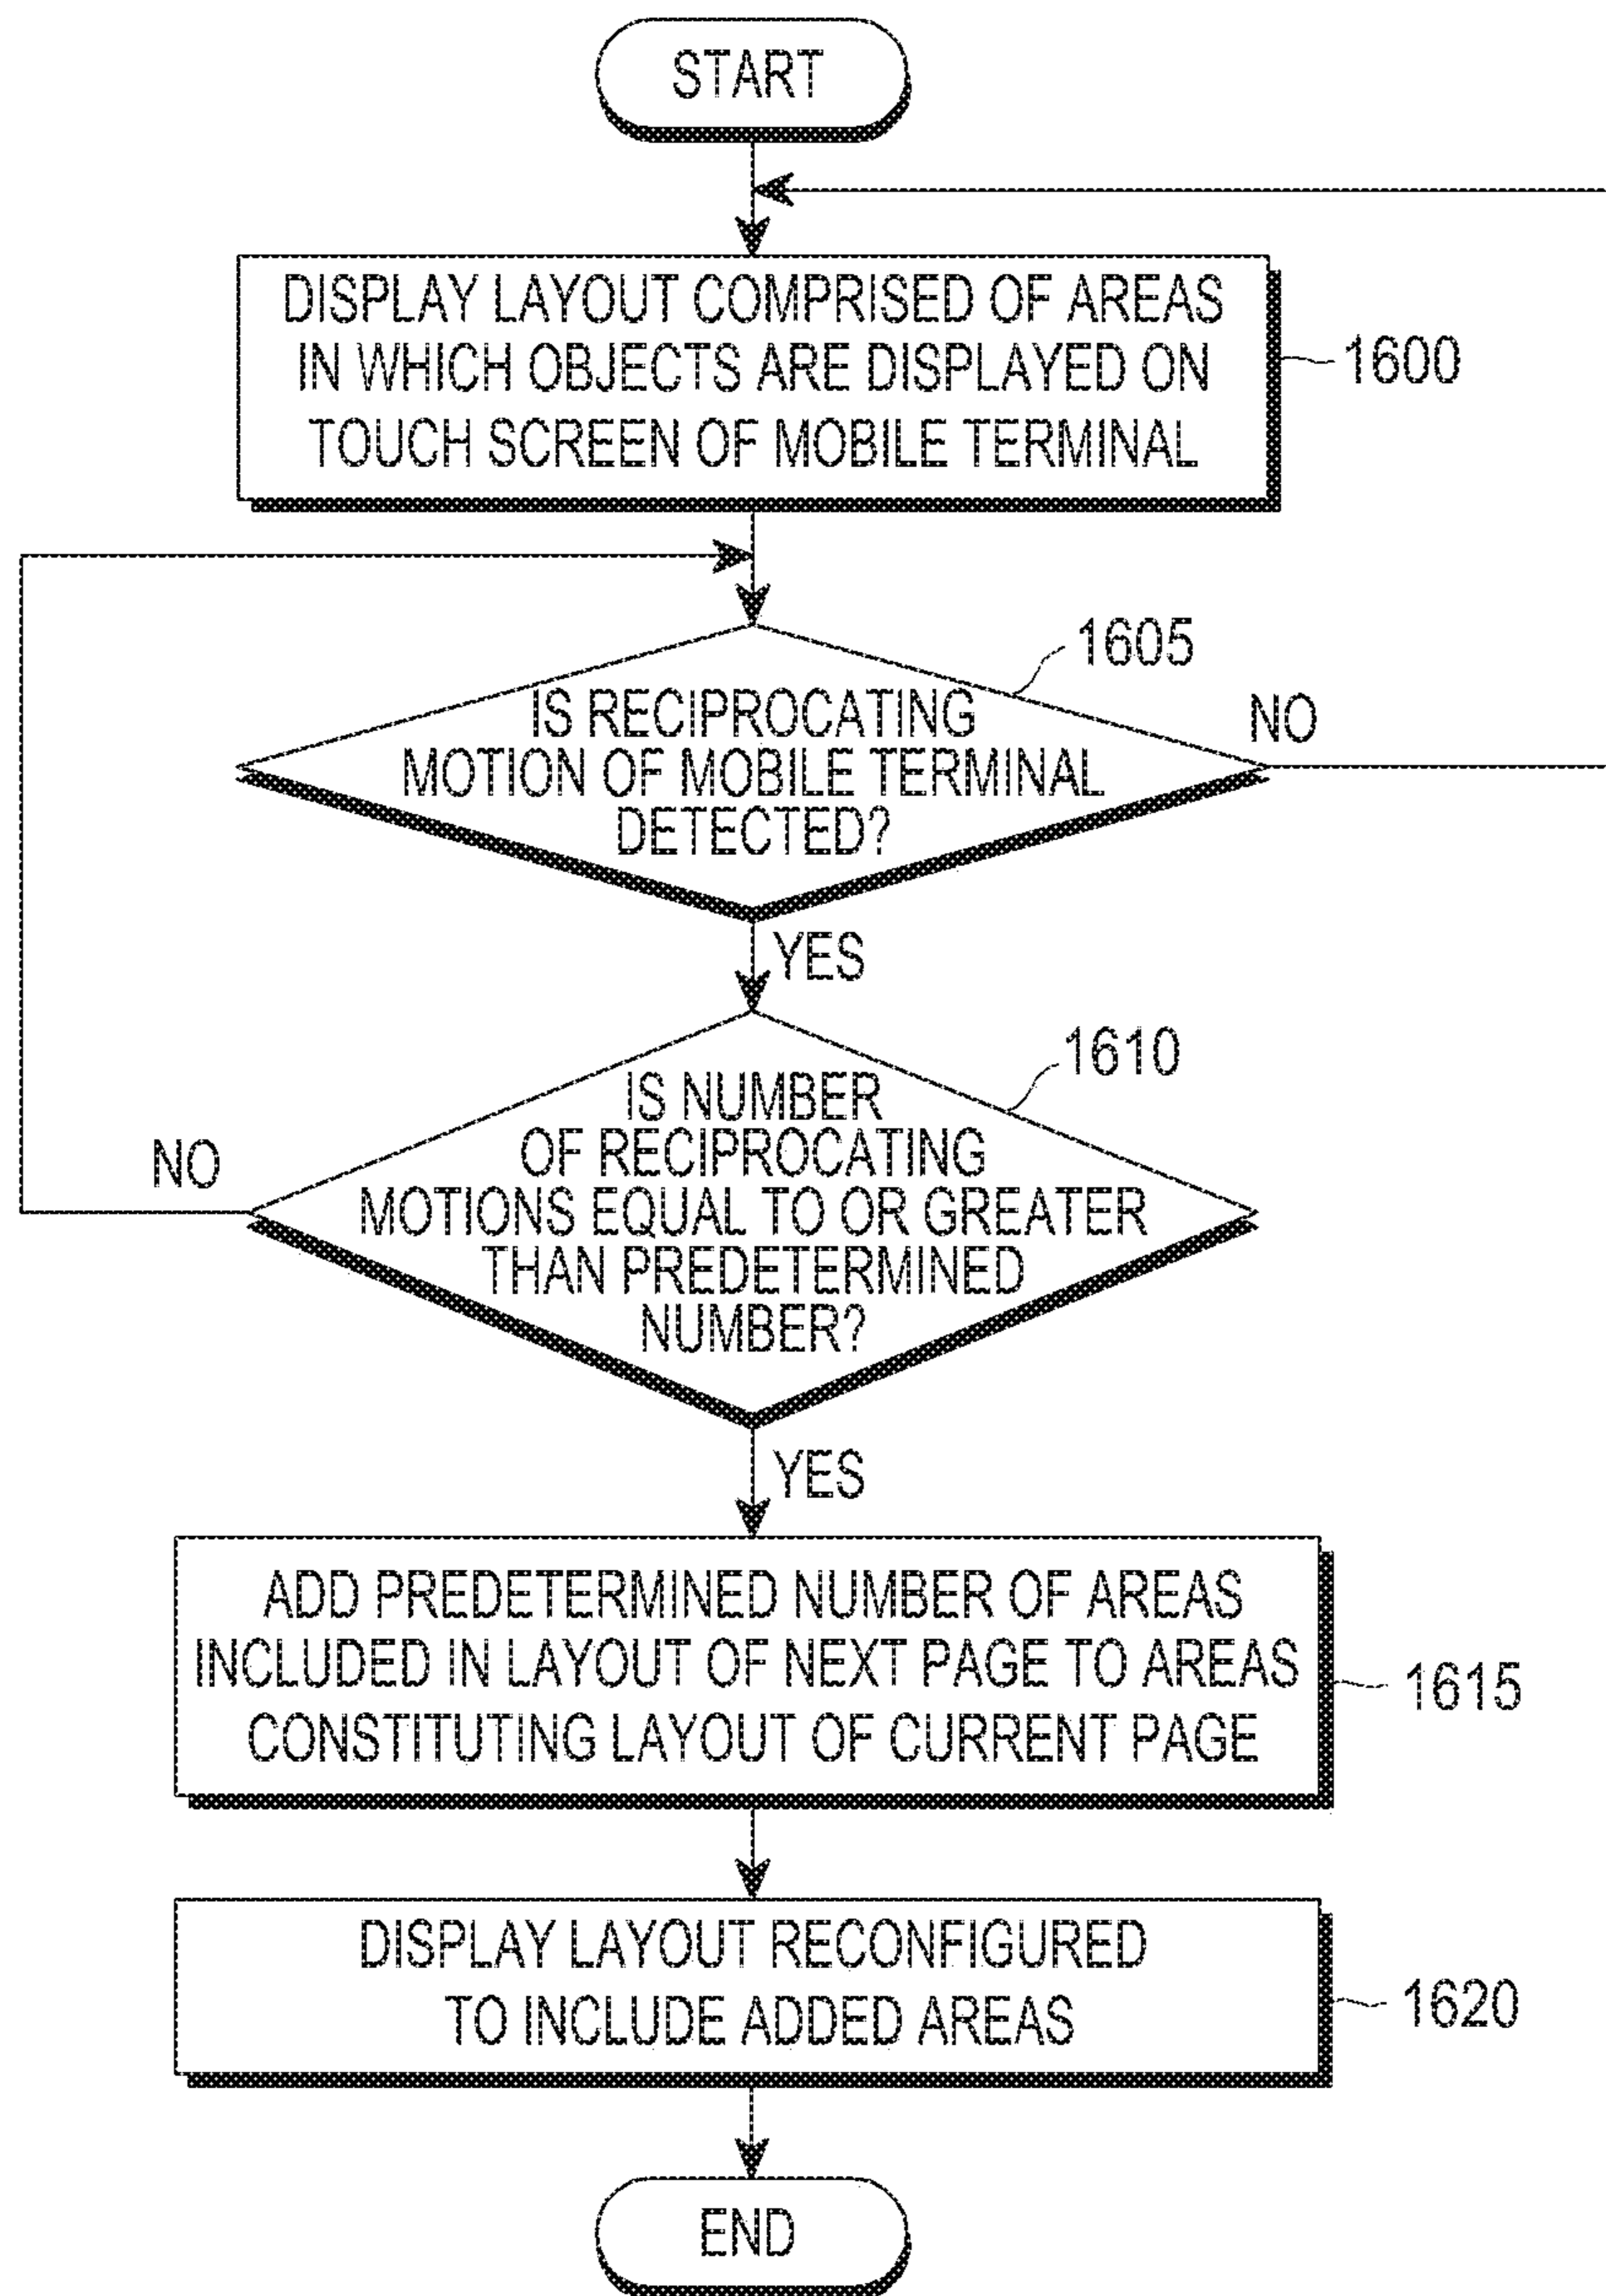 START
DISPLAY LAYOUT COMPRISED OF AREAS
IN WHICH OBJECTS ARE DISPLAYED ON
TOUCH SCREEN OF MOBILE TERMINAL
1600
1605
IS RECIPROCATING
MOTION OF MOBILE TERMINAL
DETECTED?
NO
YES
1610
IS NUMBER
OF RECIPROCATING
MOTIONS EQUAL TO OR GREATER
THAN PREDETERMINED
NUMBER?
NO
YES
ADD PREDETERMINED NUMBER OF AREAS
INCLUDED IN LAYOUT OF NEXT PAGE TO AREAS
CONSTITUTING LAYOUT OF CURRENT PAGE
1615
DISPLAY LAYOUT RECONFIGURED
TO INCLUDE ADDED AREAS
1620
END